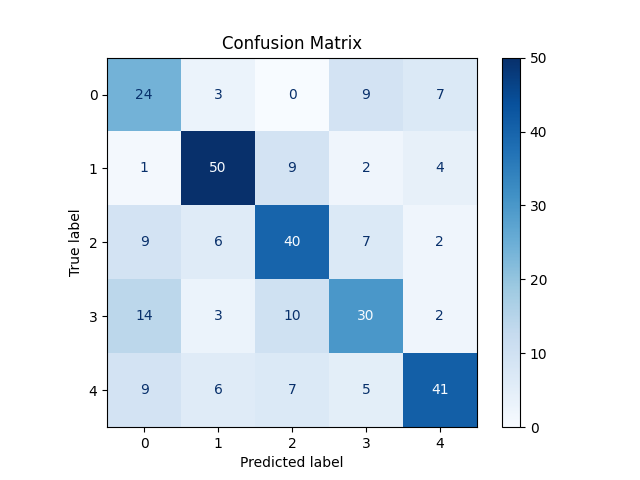 Confusion Matrix
True label
0 24 3 0 9 7
1 1 50 9 2 4
2 9 6 40 7 2
3 14 3 10 30 2
4 9 6 7 5 41
0 1 2 3 4
Predicted label
50
40
30
20
10
0